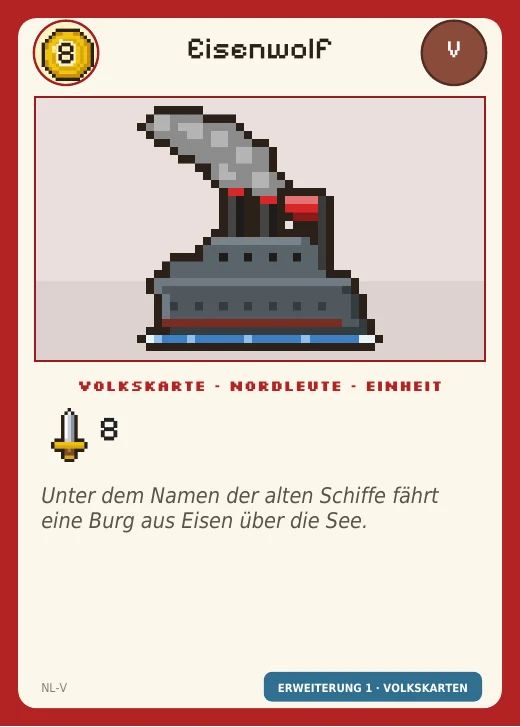 8
Eisenwolf
V
VOLKSKARTE - NORDLEUTE - EINHEIT
8
Unter dem Namen der alten Schiffe fährt
eine Burg aus Eisen über die See.
NL-V
ERWEITERUNG 1 · VOLKSKARTEN